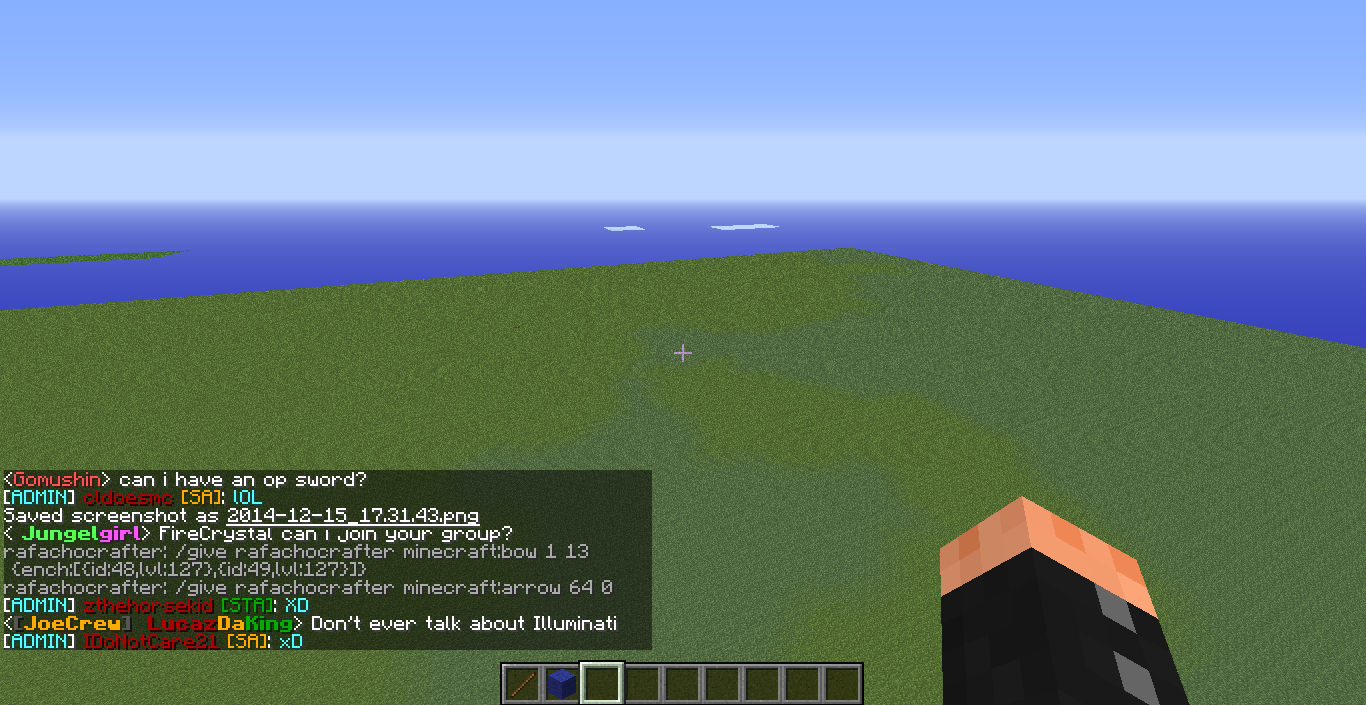 <Gomushin> can i have an op sword?
[ADMIN] cldoesmc [SA]: lOL
Saved screenshot as 2014-12-15_17.31.43.png
< Jungelgirl> FireCrystal can i join your group?
rafachocrafter: /give rafachocrafter minecraft:bow 1 13
{ench:[{id:48,lvl:127},{id:49,lvl:127}]}
rafachocrafter: /give rafachocrafter minecraft:arrow 64 0
[ADMIN] zthehorsekid [STA]: XD
<[JoeCrew] LucazDaKing> Don't ever talk about Illuminati
[ADMIN] IDoNotCare21 [SA]: xD